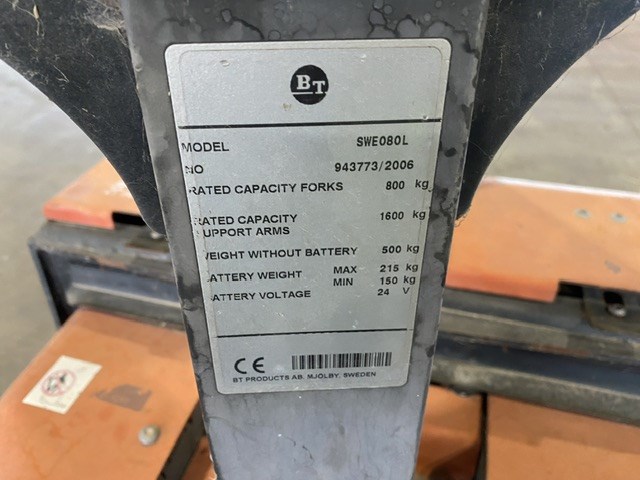 BT
MODEL SWE080L
NO 943773/2006
RATED CAPACITY FORKS 800 kg
RATED CAPACITY 1600 kg
SUPPORT ARMS
WEIGHT WITHOUT BATTERY 500 kg
BATTERY WEIGHT MAX 215 kg
MIN 150 kg
BATTERY VOLTAGE 24 V
CE
BT PRODUCTS AB, MJÖLBY, SWEDEN